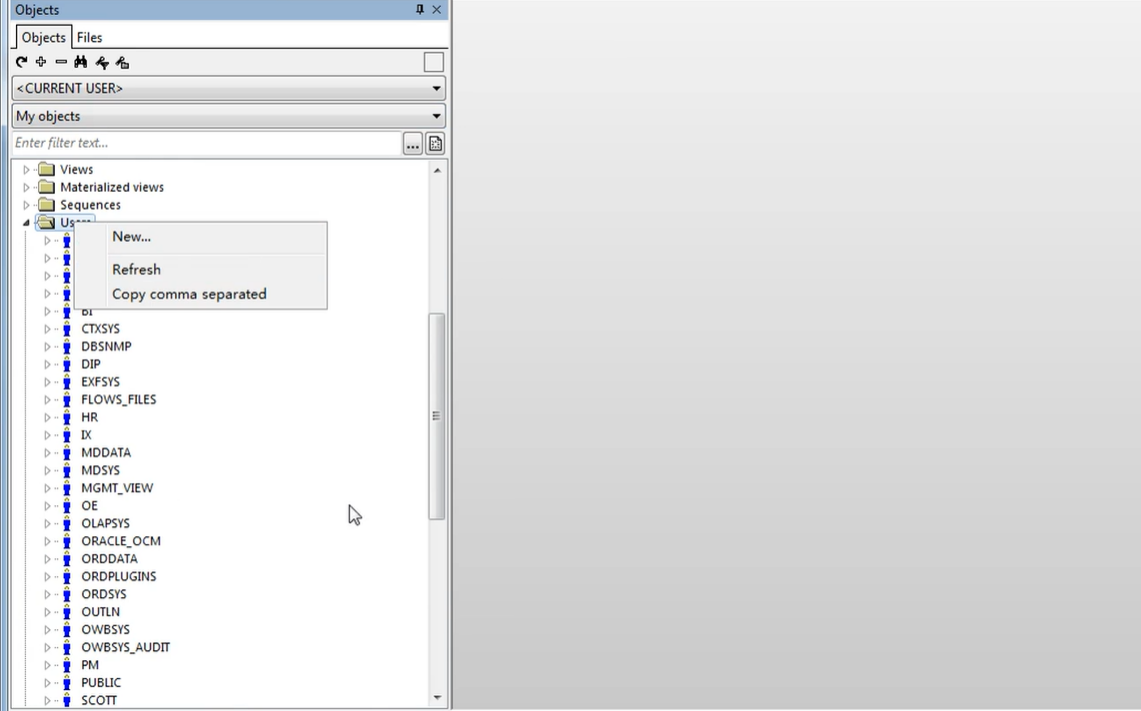 Objects
Objects Files
<CURRENT USER>
My objects
Enter filter text...
...
Views
Materialized views
Sequences
New...
Refresh
Copy comma separated
BI
CTXSYS
DBSNMP
DIP
EXFSYS
FLOWS_FILES
HR
IX
MDDATA
MDSYS
MGMT_VIEW
OE
OLAPSYS
ORACLE_OCM
ORDDATA
ORDPLUGINS
ORDSYS
OUTLN
OWBSYS
OWBSYS_AUDIT
PM
PUBLIC
SCOTT